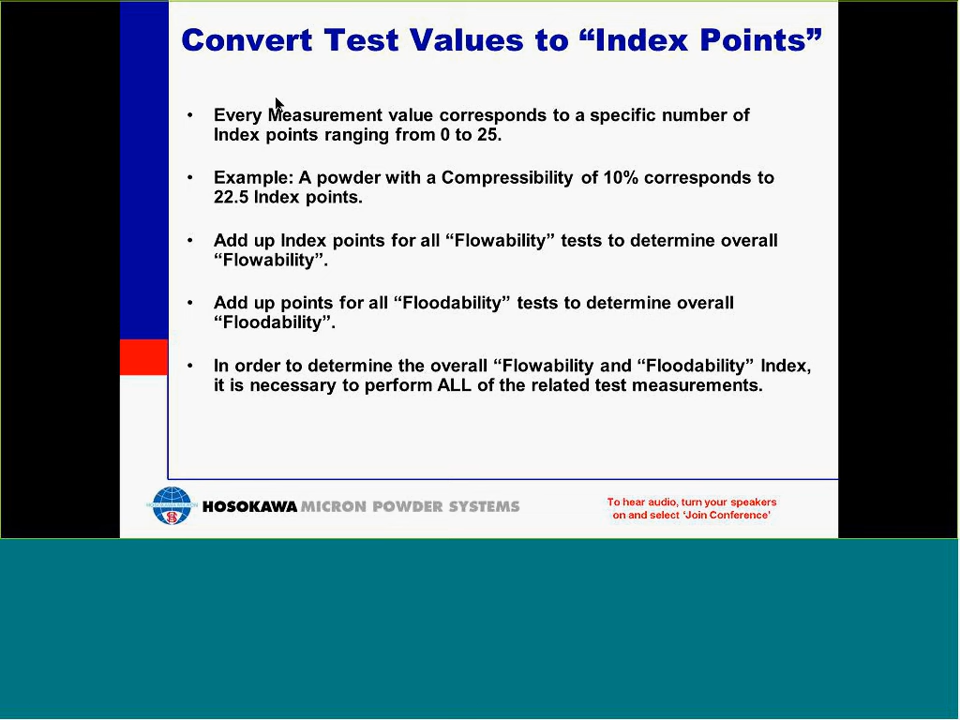 Convert Test Values to “Index Points”
• Every Measurement value corresponds to a specific number of
Index points ranging from 0 to 25.
• Example: A powder with a Compressibility of 10% corresponds to
22.5 Index points.
• Add up Index points for all “Flowability” tests to determine overall
“Flowability”.
• Add up points for all “Floodability” tests to determine overall
“Floodability”.
• In order to determine the overall “Flowability and “Floodability” Index,
it is necessary to perform ALL of the related test measurements.
HOSOKAWA MICRON POWDER SYSTEMS
To hear audio, turn your speakers
on and select ‘Join Conference’